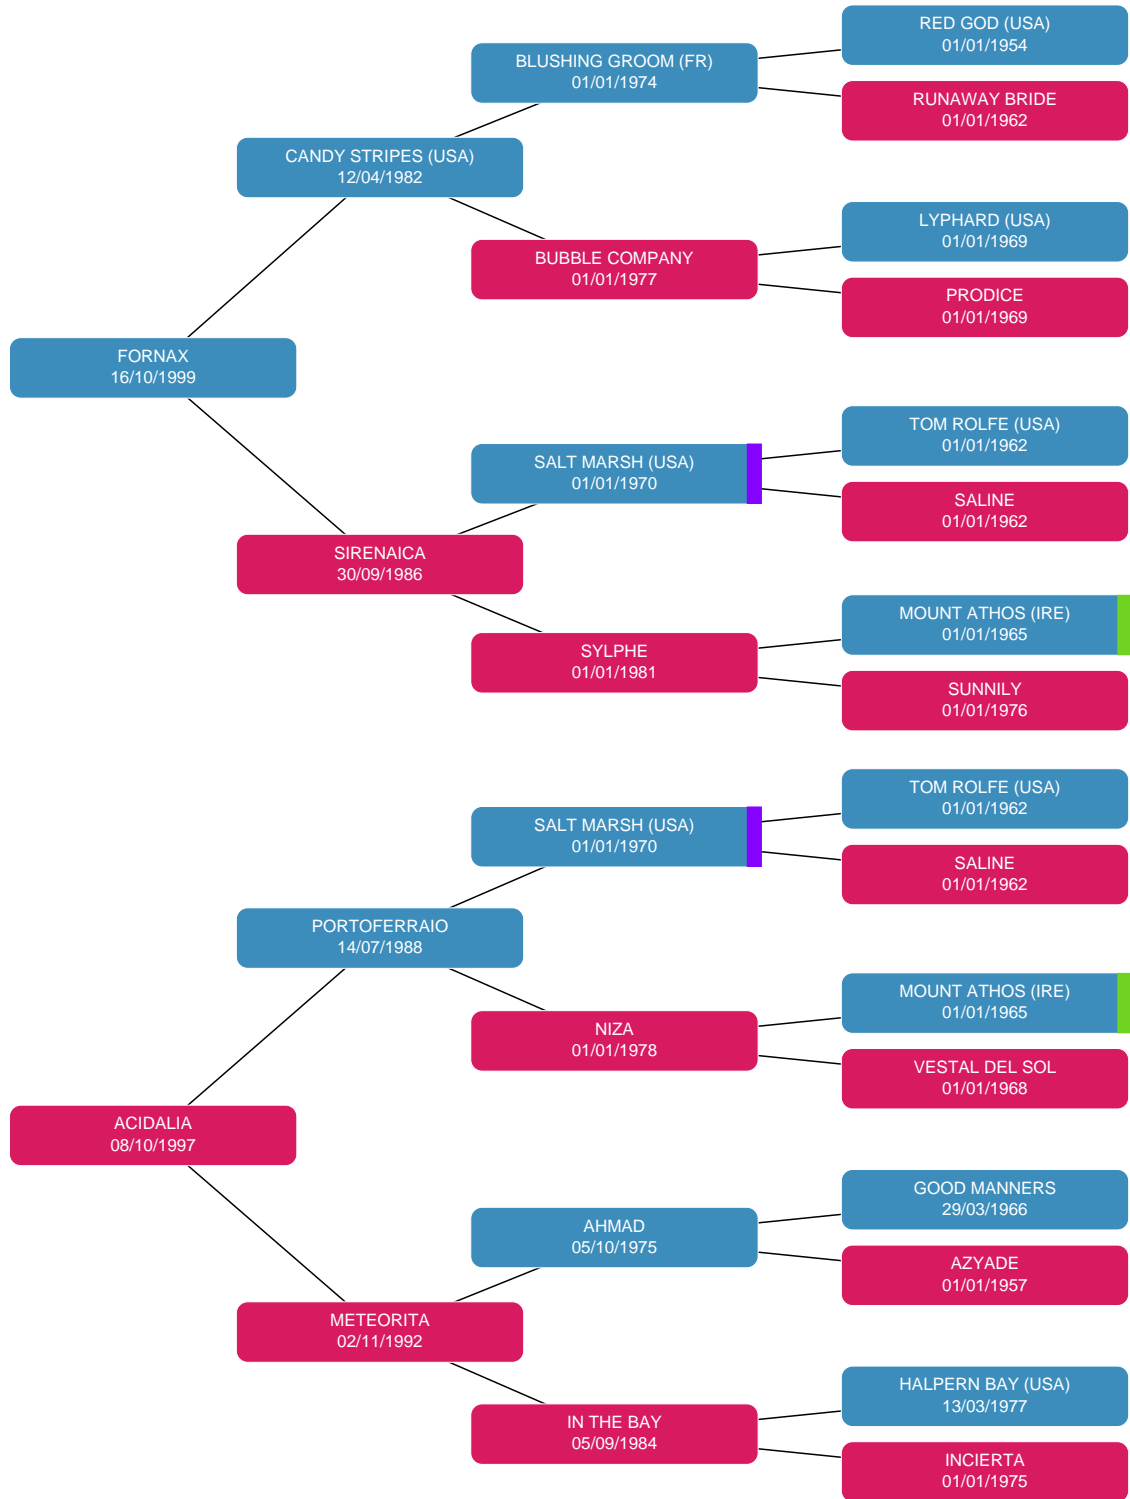 RED GOD (USA)
01/01/1954
BLUSHING GROOM (FR)
01/01/1974
RUNAWAY BRIDE
01/01/1962
CANDY STRIPES (USA)
12/04/1982
LYPHARD (USA)
01/01/1969
BUBBLE COMPANY
01/01/1977
PRODICE
01/01/1969
FORNAX
16/10/1999
TOM ROLFE (USA)
01/01/1962
SALT MARSH (USA)
01/01/1970
SALINE
01/01/1962
SIRENAICA
30/09/1986
MOUNT ATHOS (IRE)
01/01/1965
SYLPHE
01/01/1981
SUNNILY
01/01/1976
TOM ROLFE (USA)
01/01/1962
SALT MARSH (USA)
01/01/1970
SALINE
01/01/1962
PORTOFERRAIO
14/07/1988
MOUNT ATHOS (IRE)
01/01/1965
NIZA
01/01/1978
VESTAL DEL SOL
01/01/1968
ACIDALIA
08/10/1997
GOOD MANNERS
29/03/1966
AHMAD
05/10/1975
AZYADE
01/01/1957
METEORITA
02/11/1992
HALPERN BAY (USA)
13/03/1977
IN THE BAY
05/09/1984
INCIERTA
01/01/1975